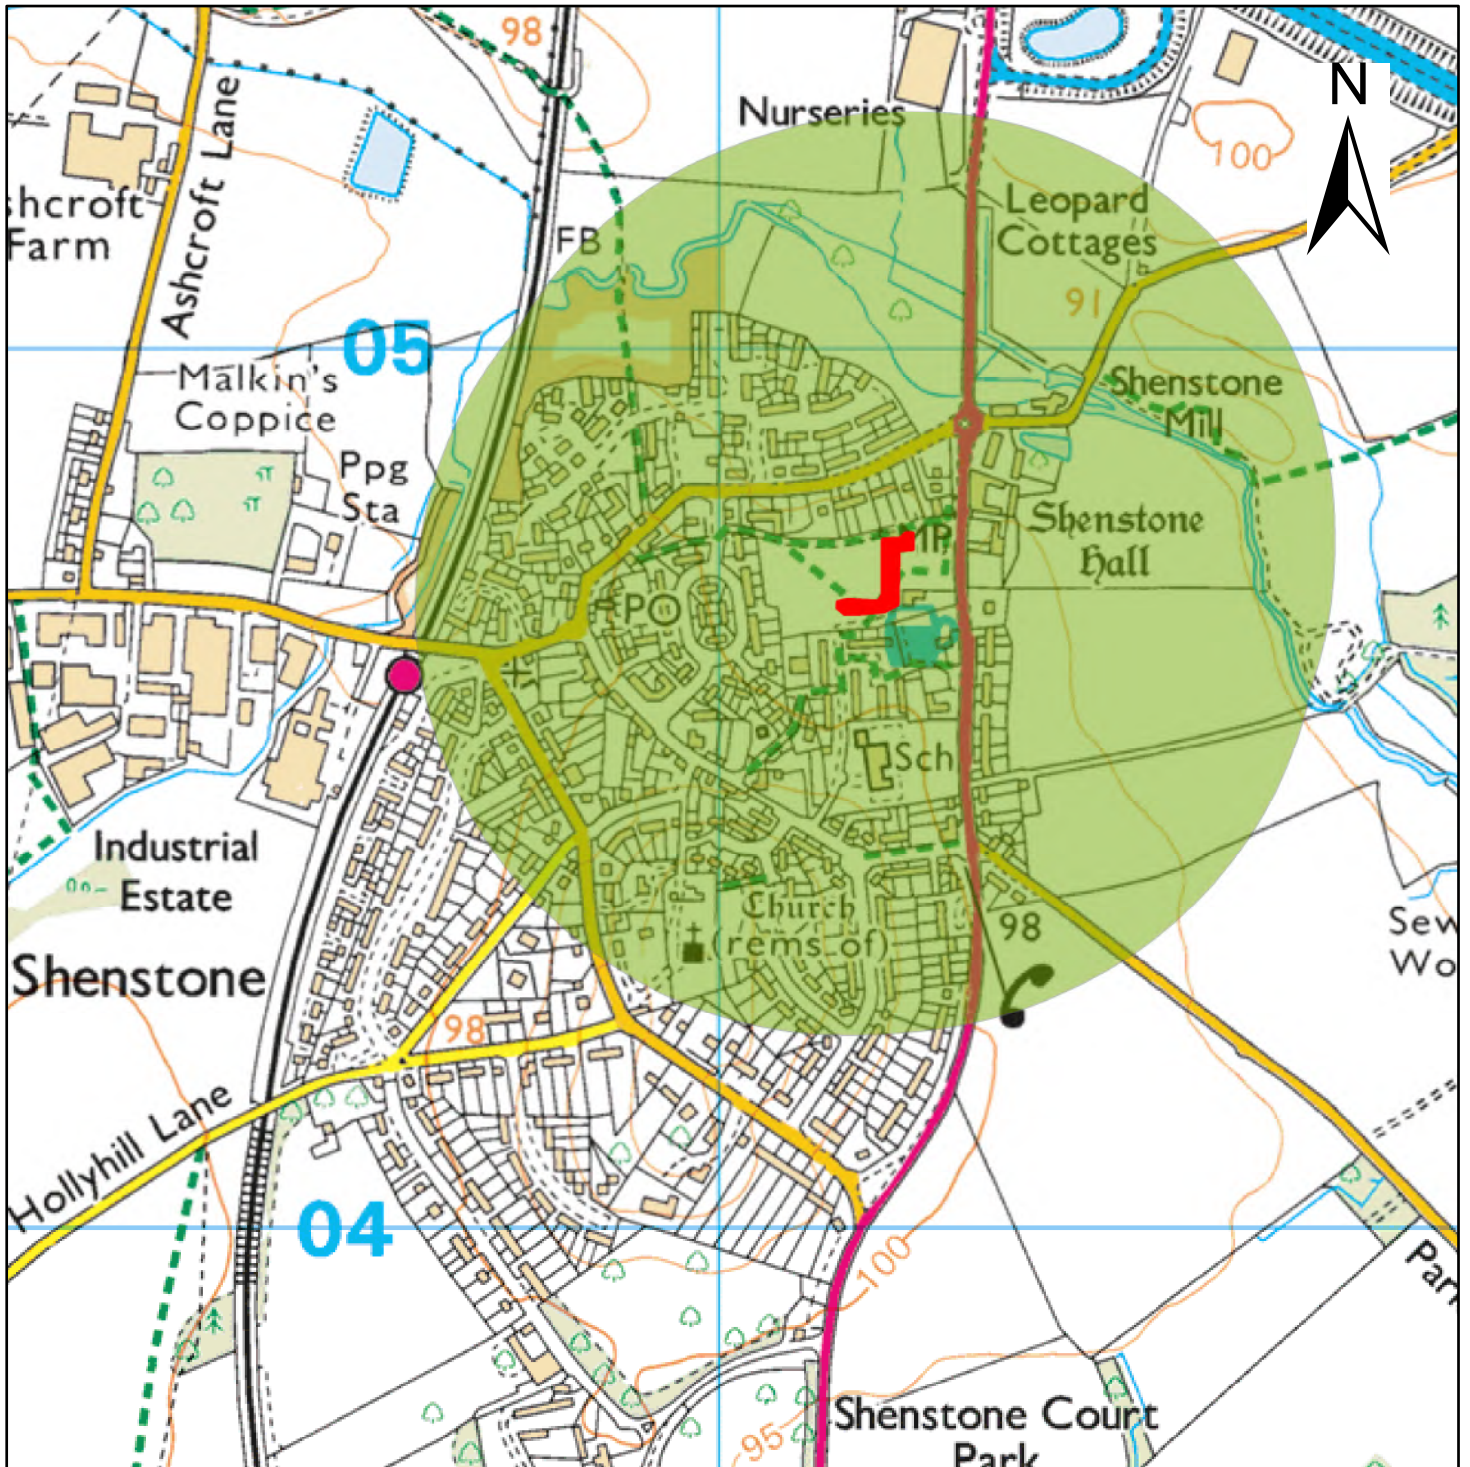 98
N
Nurseries
Ashcroft Lane
100
Leopard
Cottages
shcroft
Farm
FB
91
05
Malkin's
Coppice
Shenstone
Mill
Ppg
Sta
Shenstone
Hall
MP
PO
Sch
Industrial
Estate
Church
(rems of)
98
Sew
Wo
Shenstone
98
Hollyhill Lane
04
100
Par
Shenstone Court
Park
95